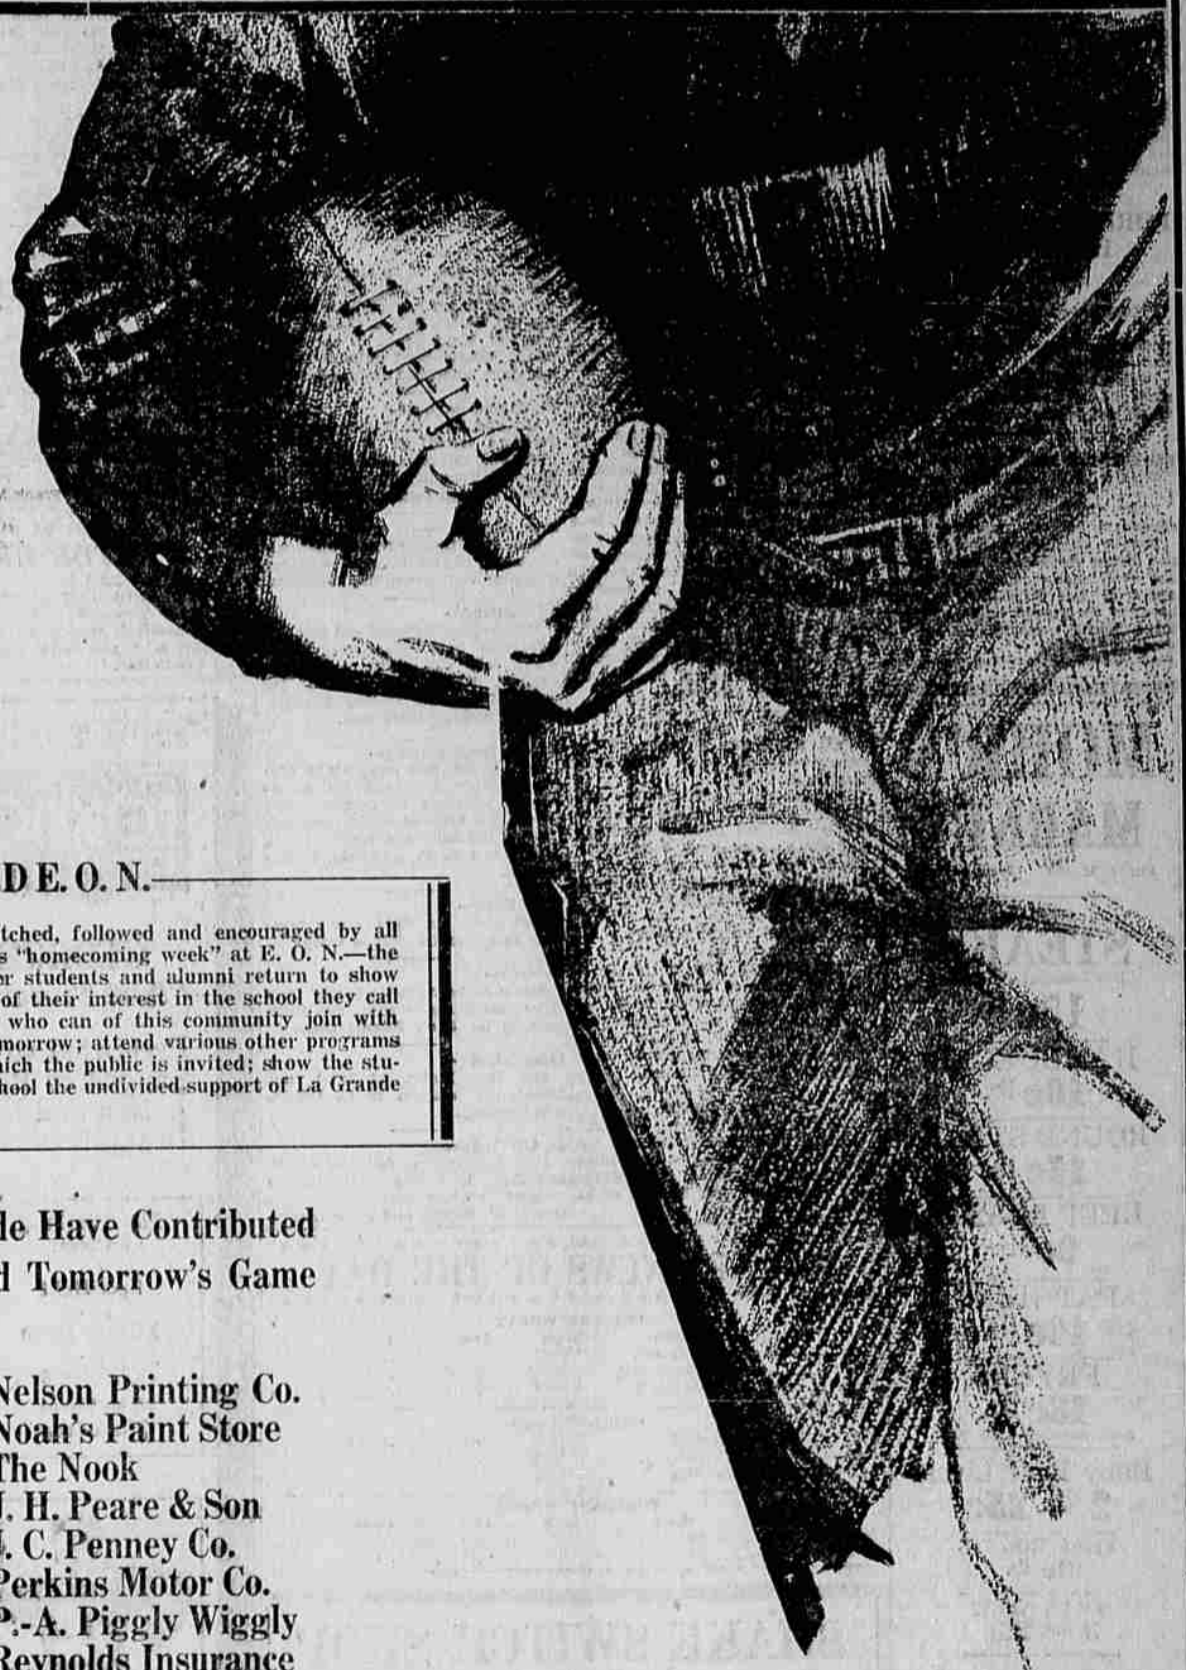 D E. O. N.
tched, followed and encouraged by all
s "homecoming week" at E. O. N.—the
or students and alumni return to show
of their interest in the school they call
who can of this community join with
morrow; attend various other programs
ich the public is invited; show the stu-
hool the undivided support of La Grande
le Have Contributed
d Tomorrow's Game
Nelson Printing Co.
Noah's Paint Store
The Nook
J. H. Peare & Son
J. C. Penney Co.
Perkins Motor Co.
P.-A. Piggly Wiggly
Reynolds Insurance